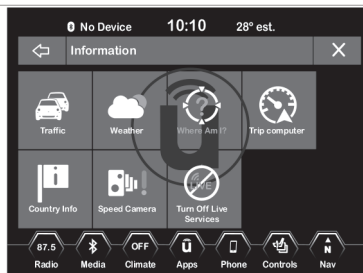 No Device 10:10 28° est.
Information
Traffic Weather Where Am I? Trip computer
LIVE
Country Info Speed Camera Turn Off Live
Services
87.5 OFF ū N
Radio Media Climate Apps Phone Controls Nav